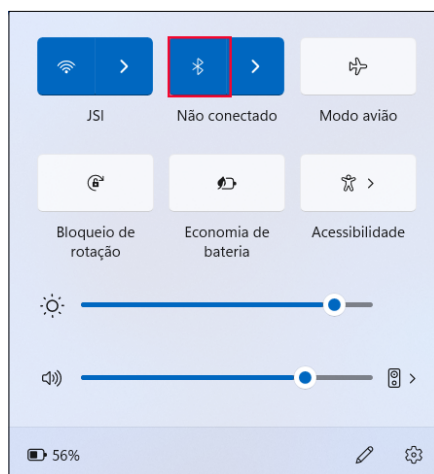 JSI
Não conectado
Modo avião
Bloqueio de
rotação
Economia de
bateria
Acessibilidade
56%